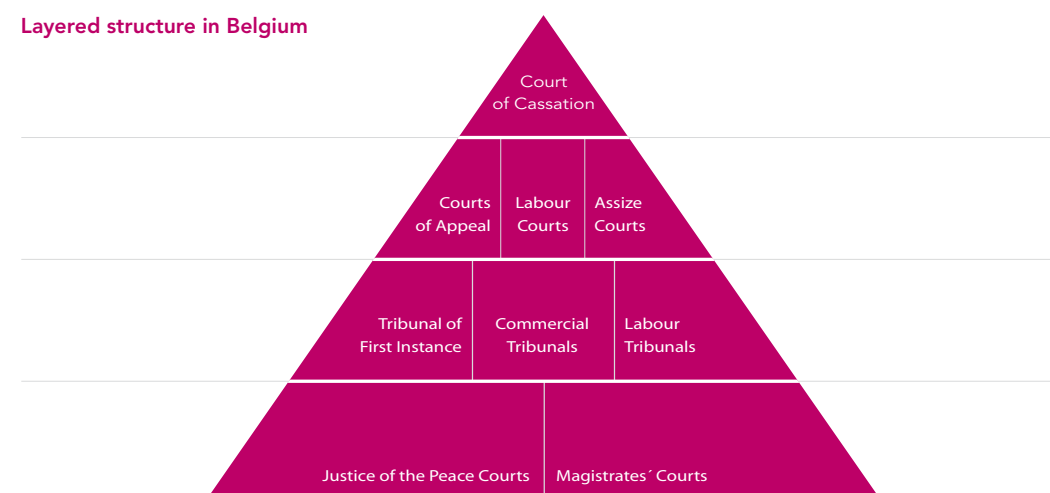 Layered structure in Belgium
Court
of Cassation
Courts
of Appeal
Labour
Courts
Assize
Courts
Tribunal of
First Instance
Commercial
Tribunals
Labour
Tribunals
Justice of the Peace Courts
Magistrates´ Courts